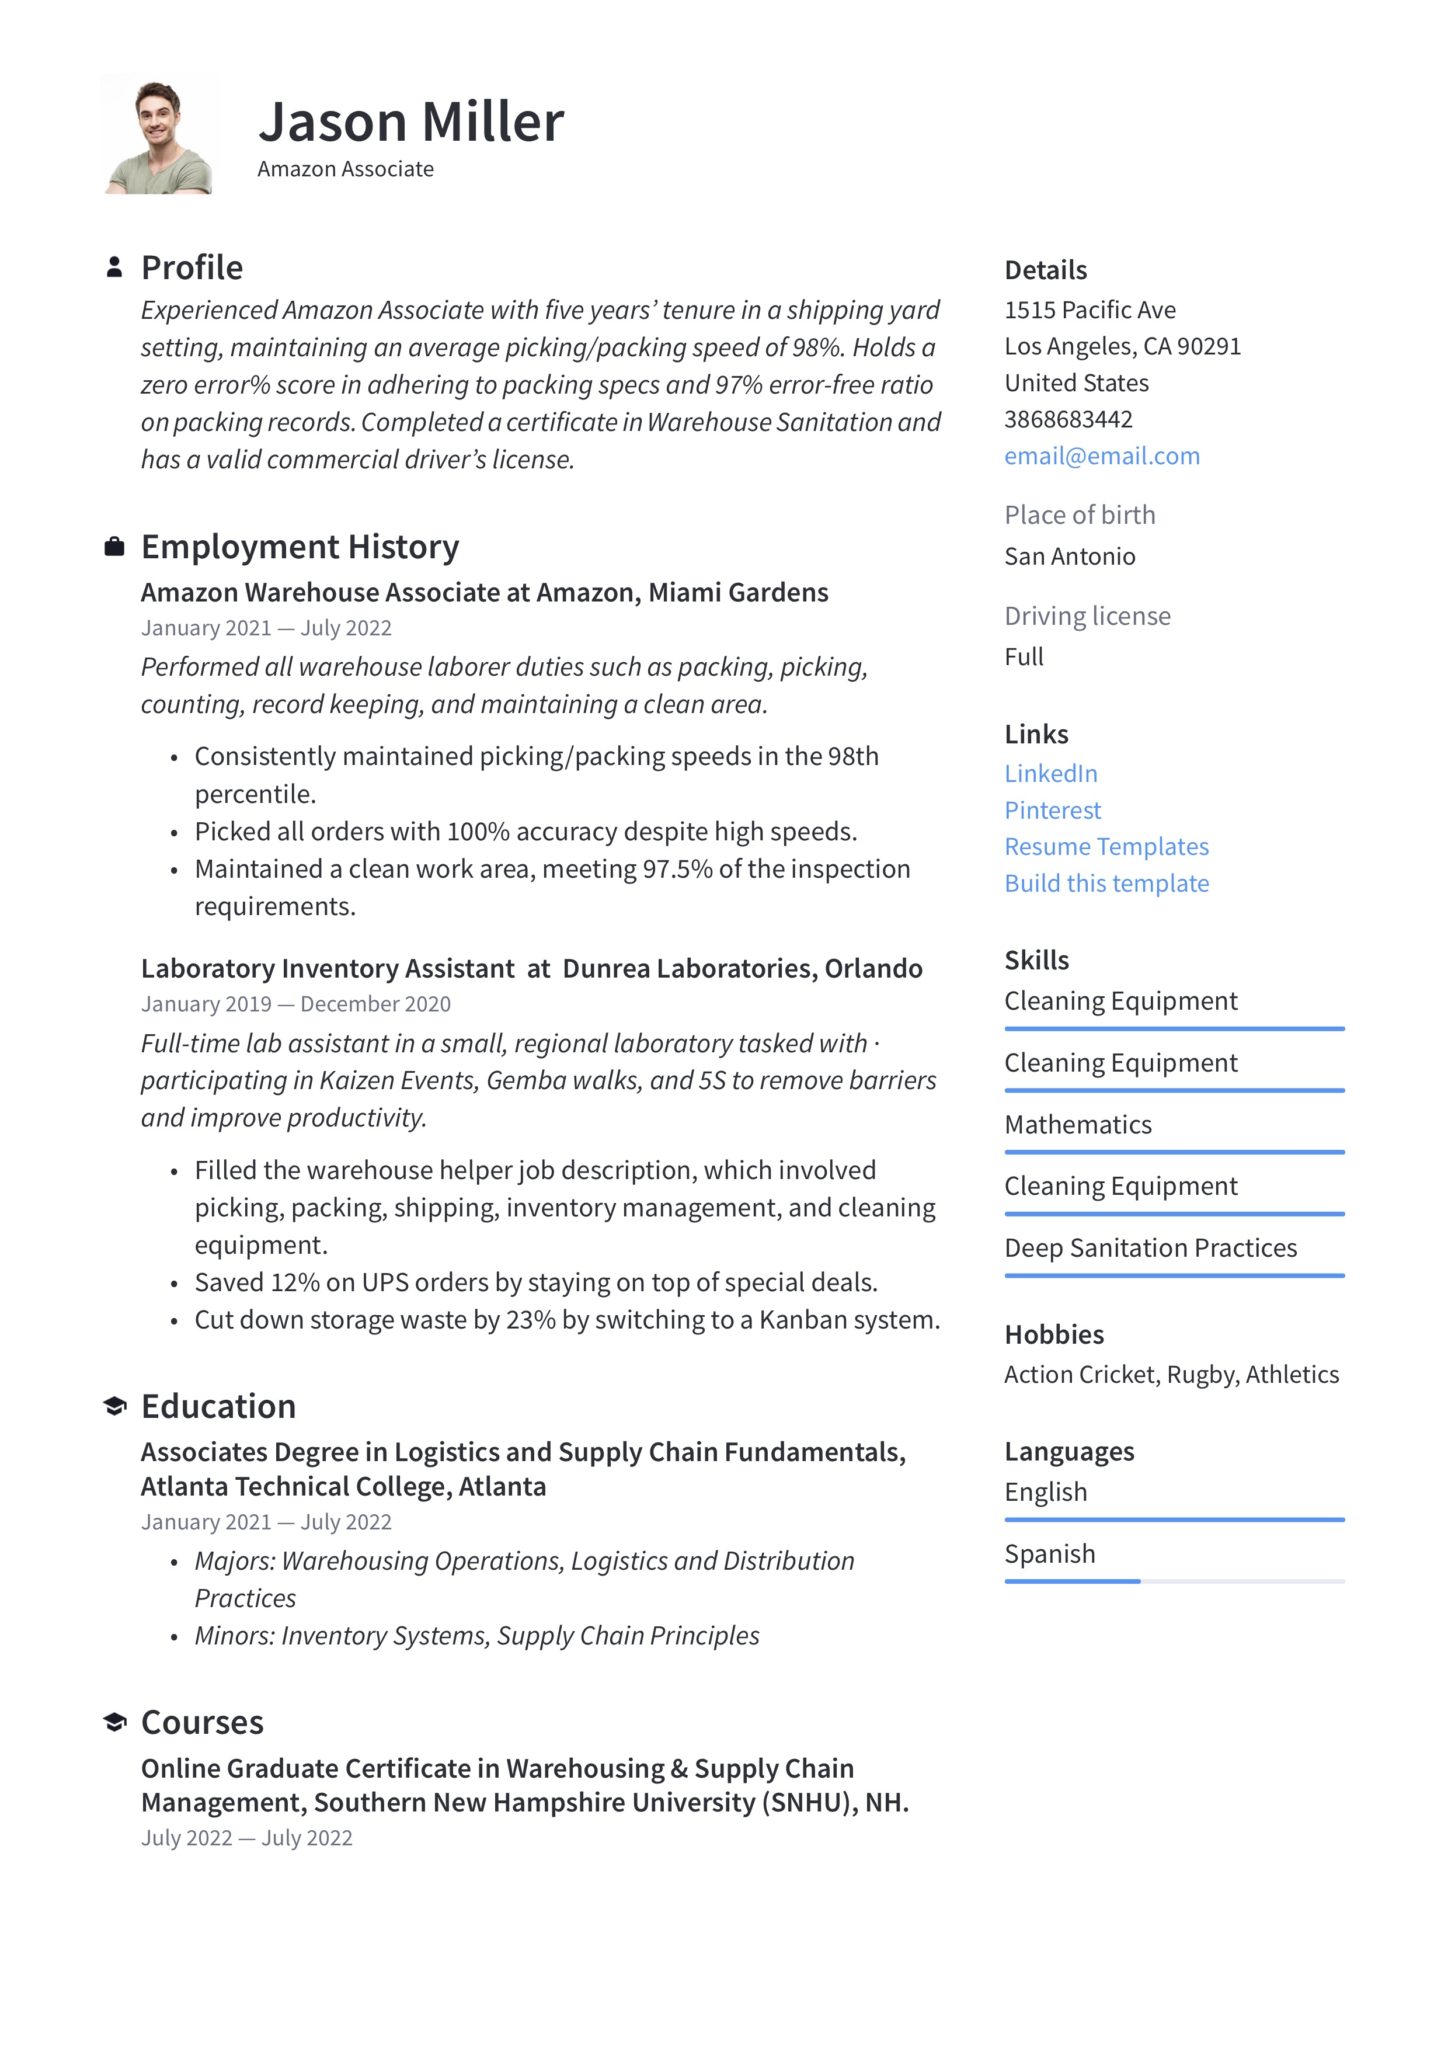 Jason Miller
Amazon Associate
Profile
Experienced Amazon Associate with five years’ tenure in a shipping yard
setting, maintaining an average picking/packing speed of 98%. Holds a
zero error% score in adhering to packing specs and 97% error-free ratio
on packing records. Completed a certificate in Warehouse Sanitation and
has a valid commercial driver’s license.
Employment History
Amazon Warehouse Associate at Amazon, Miami Gardens
January 2021 — July 2022
Performed all warehouse laborer duties such as packing, picking,
counting, record keeping, and maintaining a clean area.
• Consistently maintained picking/packing speeds in the 98th
percentile.
• Picked all orders with 100% accuracy despite high speeds.
• Maintained a clean work area, meeting 97.5% of the inspection
requirements.
Laboratory Inventory Assistant at Dunrea Laboratories, Orlando
January 2019 — December 2020
Full-time lab assistant in a small, regional laboratory tasked with ·
participating in Kaizen Events, Gemba walks, and 5S to remove barriers
and improve productivity.
• Filled the warehouse helper job description, which involved
picking, packing, shipping, inventory management, and cleaning
equipment.
• Saved 12% on UPS orders by staying on top of special deals.
• Cut down storage waste by 23% by switching to a Kanban system.
Education
Associates Degree in Logistics and Supply Chain Fundamentals,
Atlanta Technical College, Atlanta
January 2021 — July 2022
• Majors: Warehousing Operations, Logistics and Distribution
Practices
• Minors: Inventory Systems, Supply Chain Principles
Courses
Online Graduate Certificate in Warehousing & Supply Chain
Management, Southern New Hampshire University (SNHU), NH.
July 2022 — July 2022
Details
1515 Pacific Ave
Los Angeles, CA 90291
United States
3868683442
email@email.com
Place of birth
San Antonio
Driving license
Full
Links
LinkedIn
Pinterest
Resume Templates
Build this template
Skills
Cleaning Equipment
Cleaning Equipment
Mathematics
Cleaning Equipment
Deep Sanitation Practices
Hobbies
Action Cricket, Rugby, Athletics
Languages
English
Spanish